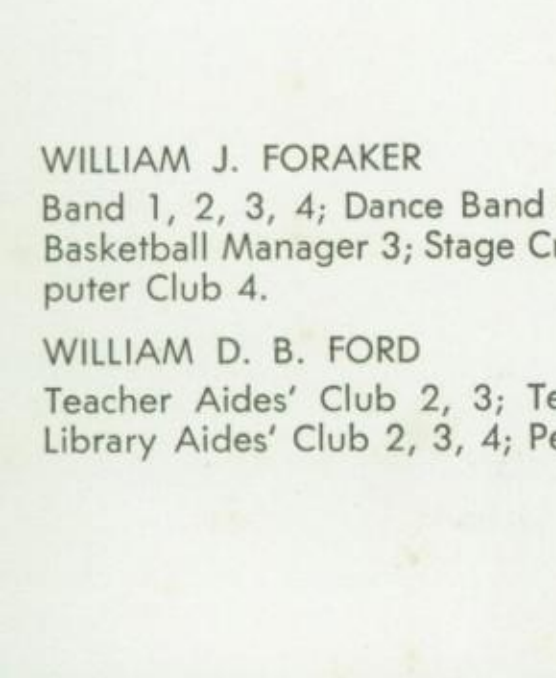 WILLIAM J. FORAKER
Band 1, 2, 3, 4; Dance Band
Basketball Manager 3; Stage
puter Club 4.
WILLIAM D. B. FORD
Teacher Aides' Club 2, 3;
Library Aides' Club 2, 3, 4;